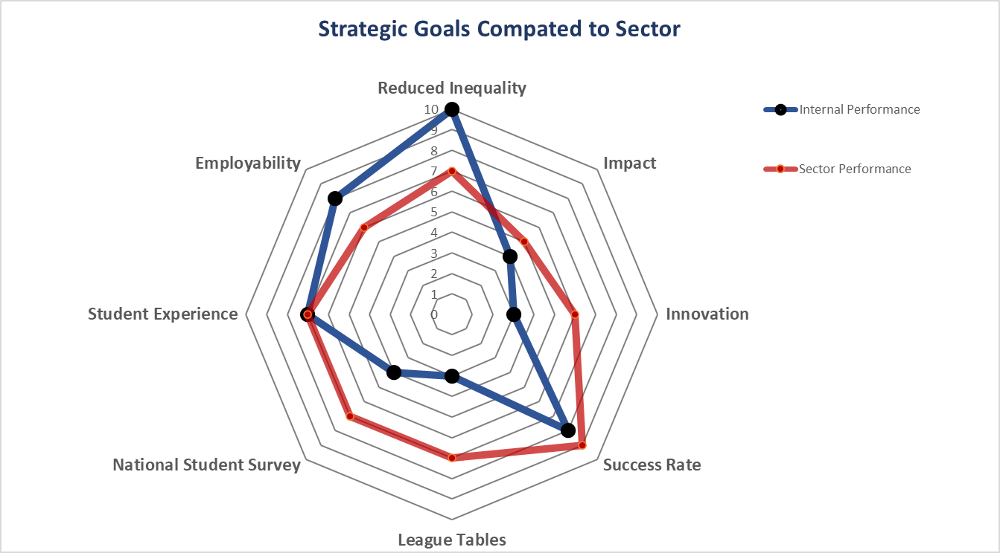 Strategic Goals Compated to Sector
Reduced Inequality
Impact
Innovation
Success Rate
League Tables
National Student Survey
Student Experience
Employability
10
9
8
7
6
5
4
3
2
1
0
Internal Performance
Sector Performance